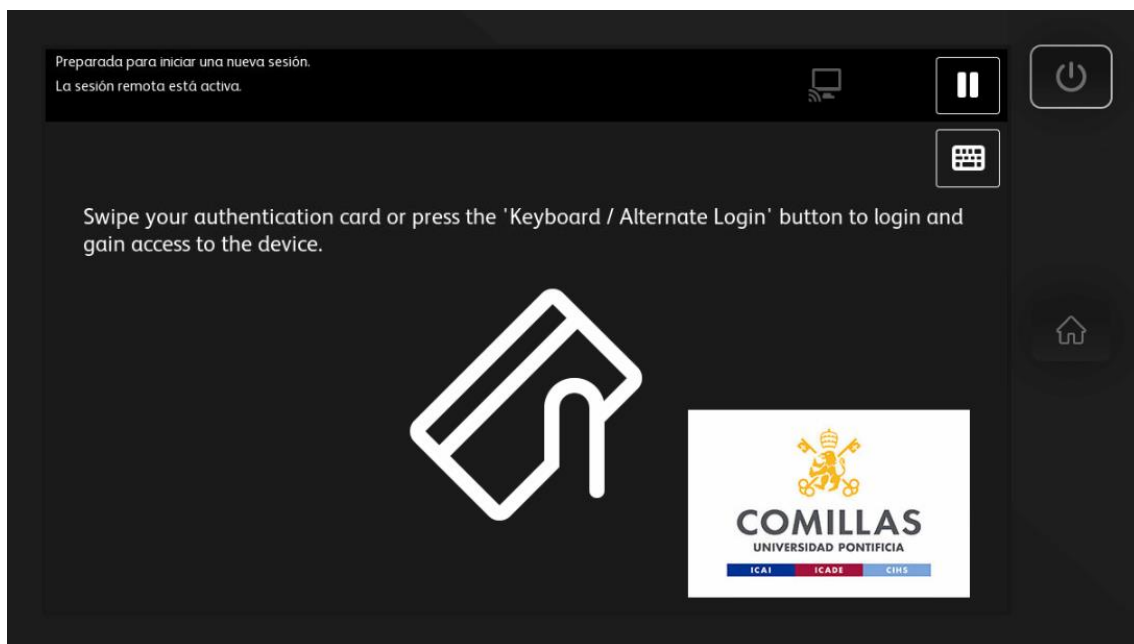 Preparada para iniciar una nueva sesión.
La sesión remota está activa.
Swipe your authentication card or press the 'Keyboard / Alternate Login' button to login and
gain access to the device.
COMILLAS
UNIVERSIDAD PONTIFICIA
ICAI ICADE CIHS